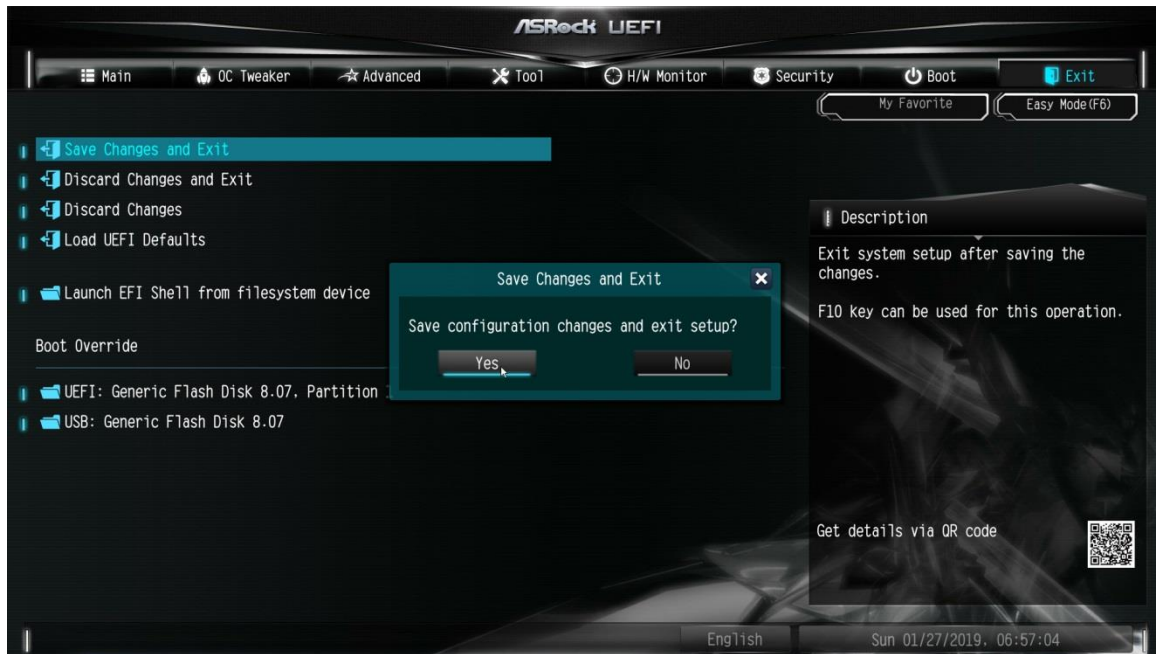 ASRock UEFI
Main OC Tweaker Advanced Tool H/W Monitor Security Boot Exit
My Favorite Easy Mode(F6)
Save Changes and Exit
Discard Changes and Exit
Discard Changes
Load UEFI Defaults
Launch EFI Shell from filesystem device
Boot Override
UEFI: Generic Flash Disk 8.07, Partition
USB: Generic Flash Disk 8.07
Save Changes and Exit
Save configuration changes and exit setup?
Yes No
Description
Exit system setup after saving the
changes.
F10 key can be used for this operation.
Get details via QR code
English Sun 01/27/2019, 06:57:04